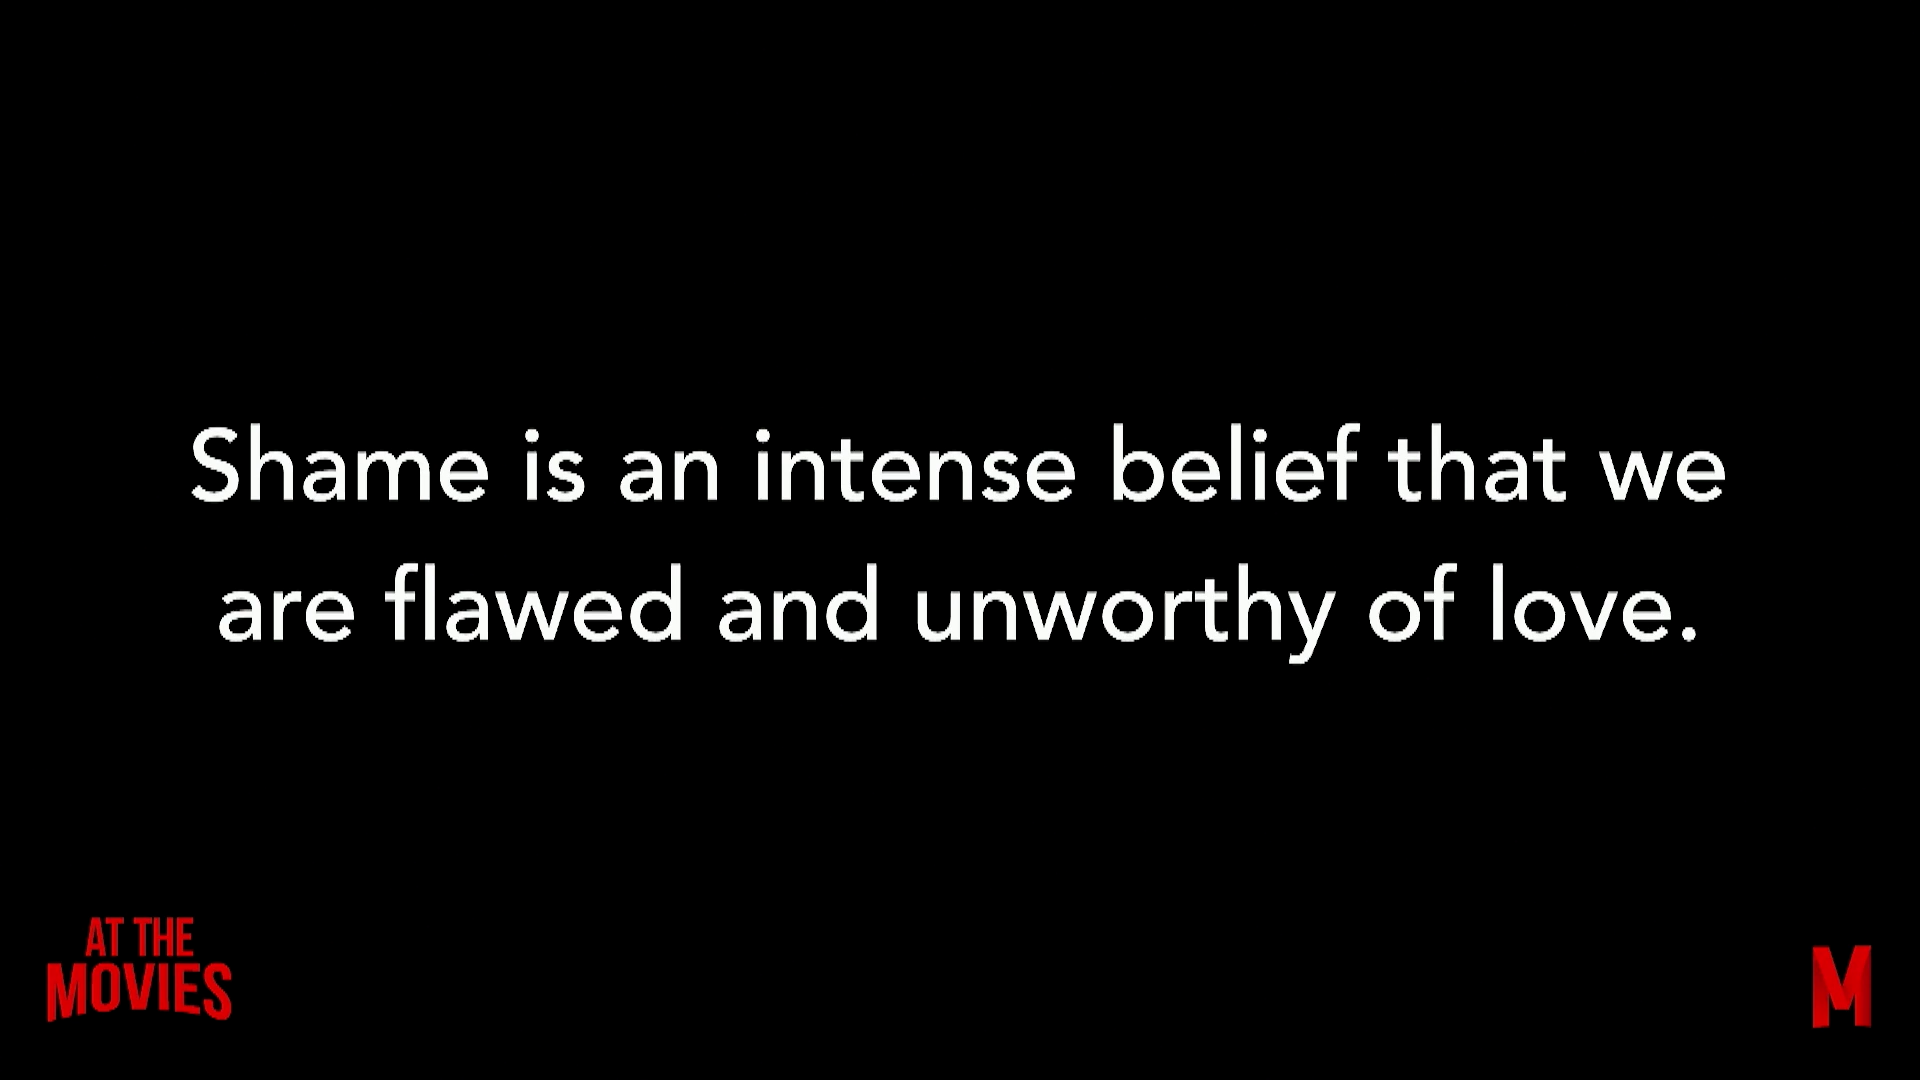 Shame is an intense belief that we
are flawed and unworthy of love.
AT THE
MOVIES
M